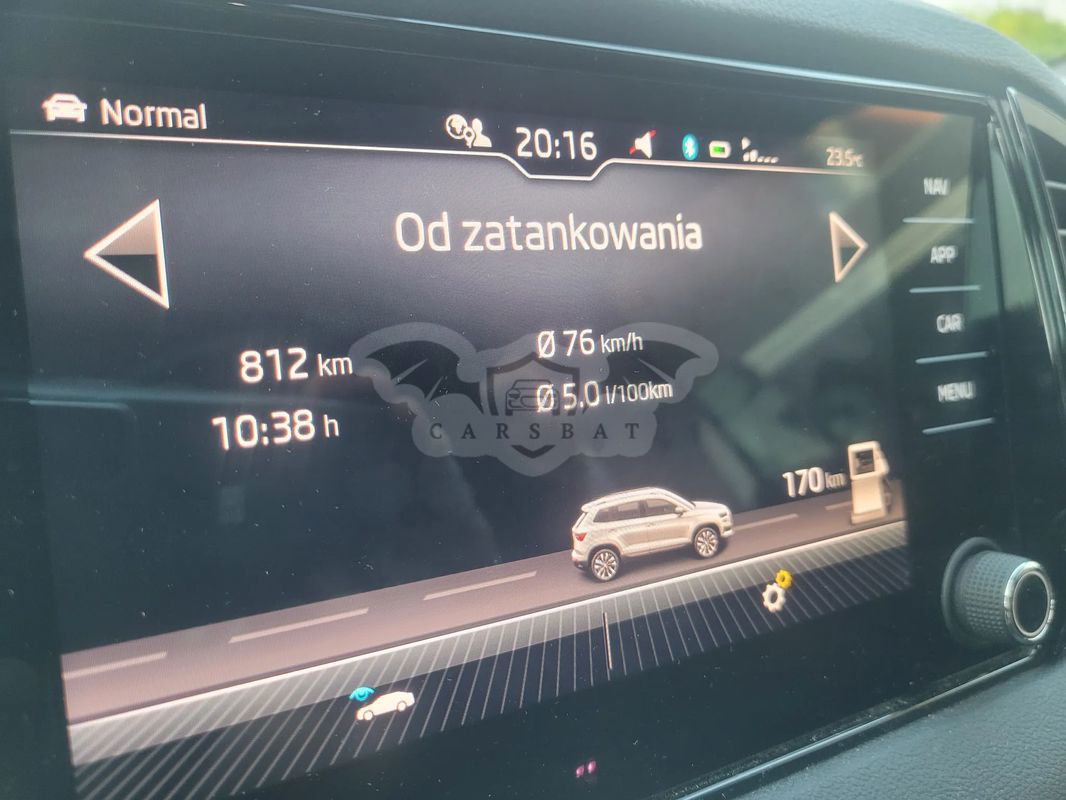 Normal
20:16
23.5°C
Od zatankowania
812 km
Ø 76 km/h
10:38 h
Ø 5,0 l/100km
170 km
NAV
APP
CAR
MENU
CARSBAT